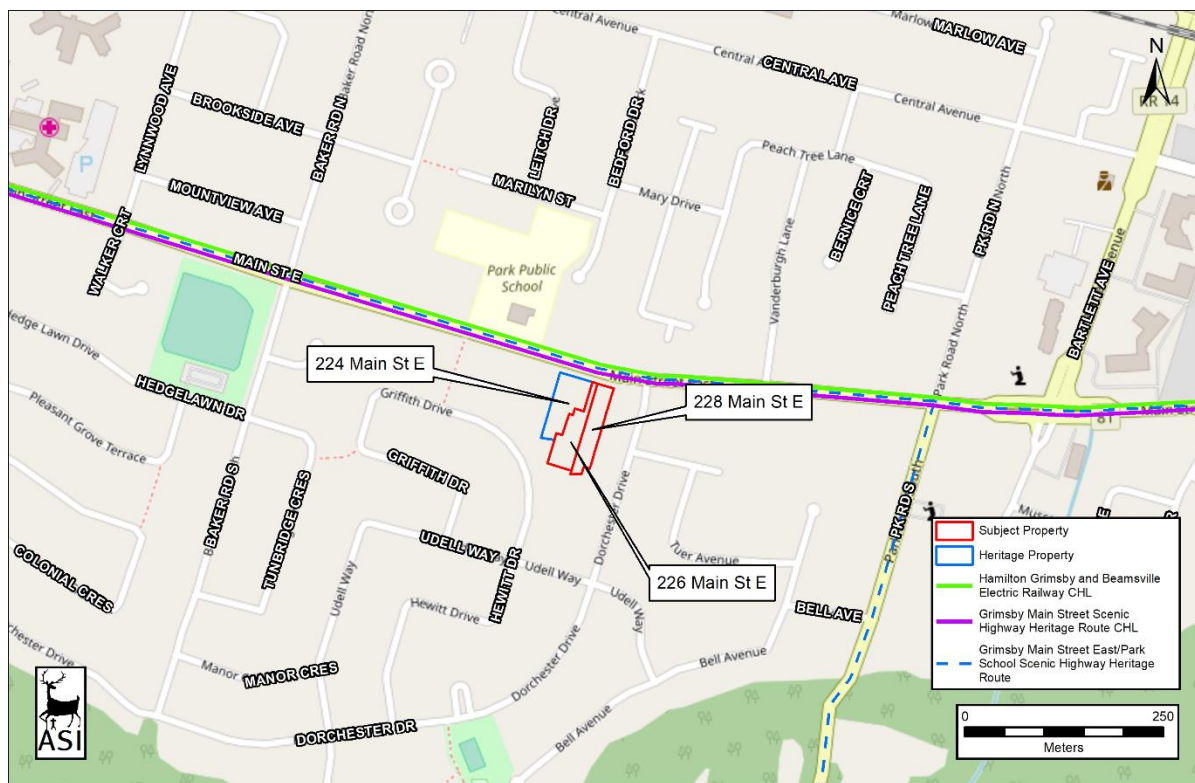 Central Avenue
MARLOW AVE
Baker Road North
CENTRAL AVE
Central Avenue
N
RR 14
LYNNWOOD AVE
BROOKSIDE AVE
BAKER RD N
LEITCH DR
BEDFORD DR
Peach Tree Lane
P
MOUNTVIEW AVE
MARILYN ST
Mary Drive
BERNICE CRT
PEACH TREE LANE
PK RD N
Park Road North
BARTLETT AVE
WALKER CRT
MAIN ST E
Park Public
School
Vanderburgh Lane
Hedge Lawn Drive
224 Main St E
228 Main St E
HEDGELAWN DR
Griffith Drive
81
Pleasant Grove Terrace
GRIFFITH DR
BAKER RD S
TUNBRIDGE CRES
Dorchester Drive
PK RD S
UDELL WAY
Udell Way
HEWITT DR
Tuer Avenue
226 Main St E
COLONIAL CRES
Udell Way
Hewitt Drive
Udell Way
BELL AVE
Bell Avenue
Dorchester Drive
Manor
MANOR CRES
Dorchester Drive
DORCHESTER DR
Bell Avenue
Subject Property
Heritage Property
Hamilton Grimsby and Beamsville
Electric Railway CHL
Grimsby Main Street Scenic
Highway Heritage Route CHL
Grimsby Main Street East/Park
School Scenic Highway Heritage
Route
ASI
0 250
Meters